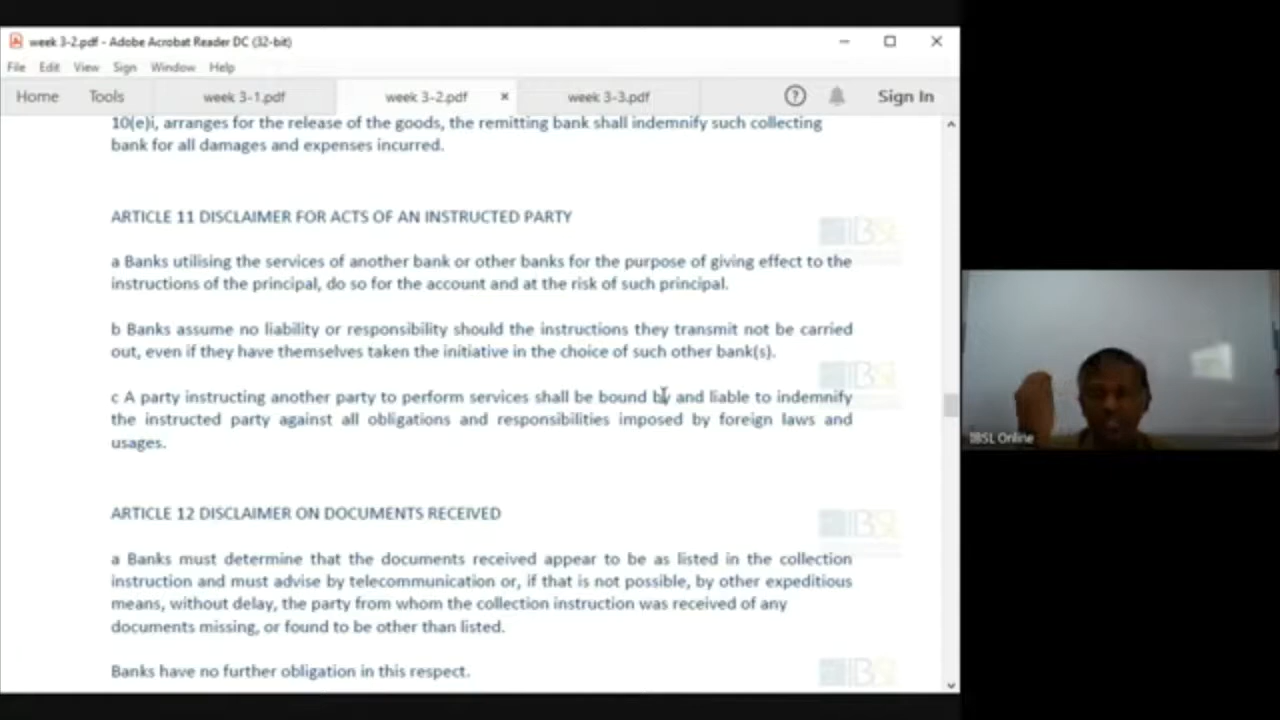 week 3-2.pdf - Adobe Acrobat Reader DC (32-bit)
File Edit View Sign Window Help
Home Tools week 3-1.pdf week 3-2.pdf × week 3-3.pdf ? Sign In
10(e)i, arranges for the release of the goods, the remitting bank shall indemnify such collecting
bank for all damages and expenses incurred.
ARTICLE 11 DISCLAIMER FOR ACTS OF AN INSTRUCTED PARTY
a Banks utilising the services of another bank or other banks for the purpose of giving effect to the
instructions of the principal, do so for the account and at the risk of such principal.
b Banks assume no liability or responsibility should the instructions they transmit not be carried
out, even if they have themselves taken the initiative in the choice of such other bank(s).
c A party instructing another party to perform services shall be bound by and liable to indemnify
the instructed party against all obligations and responsibilities imposed by foreign laws and
usages.
IBSL Online
ARTICLE 12 DISCLAIMER ON DOCUMENTS RECEIVED
a Banks must determine that the documents received appear to be as listed in the collection
instruction and must advise by telecommunication or, if that is not possible, by other expeditious
means, without delay, the party from whom the collection instruction was received of any
documents missing, or found to be other than listed.
Banks have no further obligation in this respect.